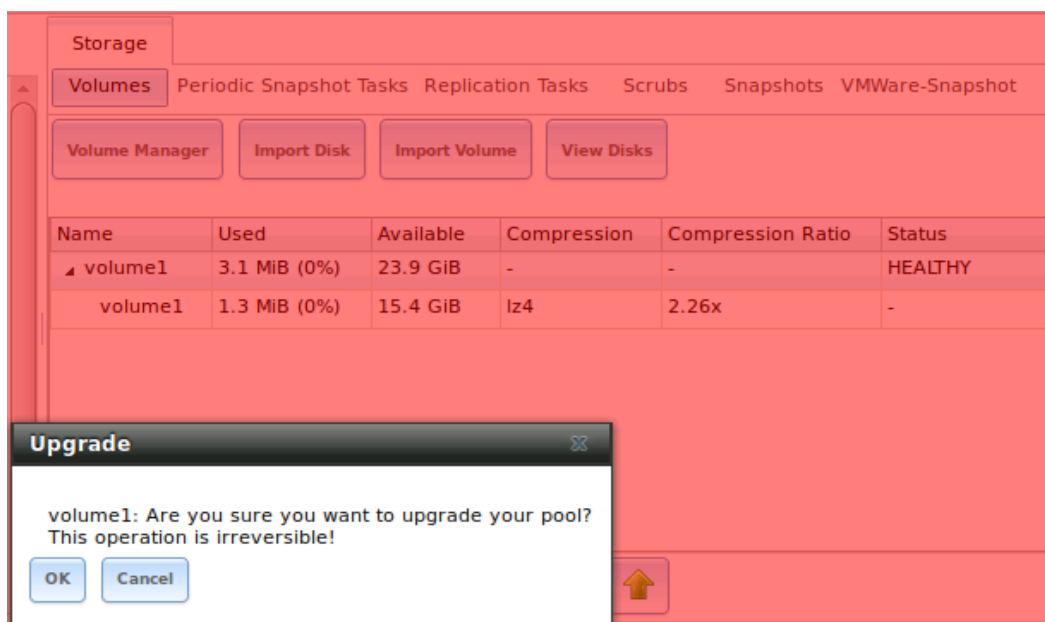 Storage
Volumes Periodic Snapshot Tasks Replication Tasks Scrubs Snapshots VMWare-Snapshot
Volume Manager Import Disk Import Volume View Disks
Name Used Available Compression Compression Ratio Status
volume1 3.1 MiB (0%) 23.9 GiB - - HEALTHY
volume1 1.3 MiB (0%) 15.4 GiB lz4 2.26x -
Upgrade
volume1: Are you sure you want to upgrade your pool?
This operation is irreversible!
OK Cancel